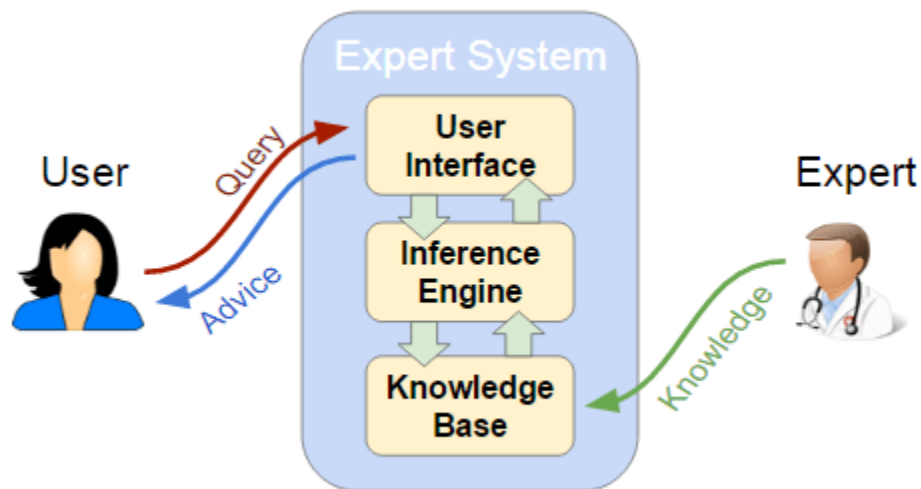 Expert System
User
Interface
Query
User
Advice
Expert
Inference
Engine
Knowledge
Knowledge
Base